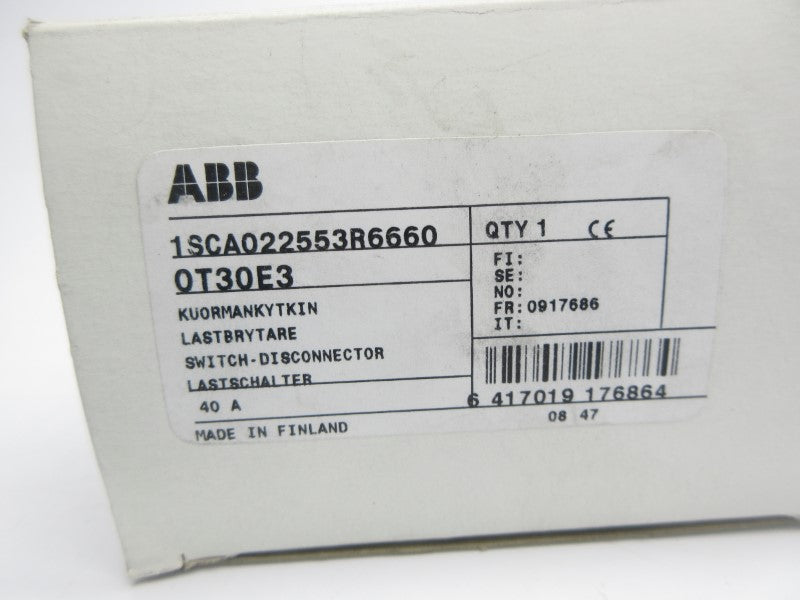 ABB
1SCA022553R6660
OT30E3
KUORMANKYTKIN
LASTBRYTARE
SWITCH-DISCONNECTOR
LASTSCHALTER
40 A
MADE IN FINLAND
QTY 1 CE
FI:
SE:
NO:
FR: 0917686
IT:
6 417019 176864
08 47